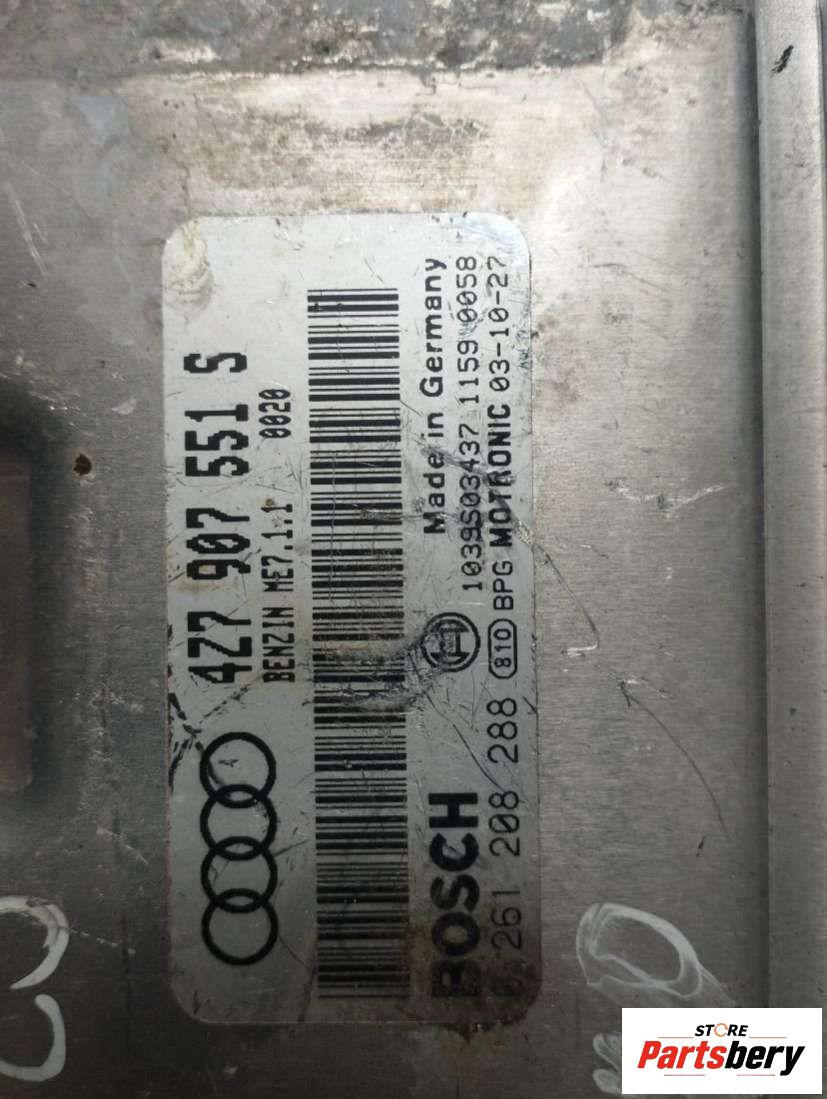 4Z7 907 551 S
BENZIN ME7.1.1 0020
Made in Germany
1039S03437 1159 0058
BOSCH
0 261 208 288 810 BPG MOTRONIC 03-10-27
STORE
Partsbery